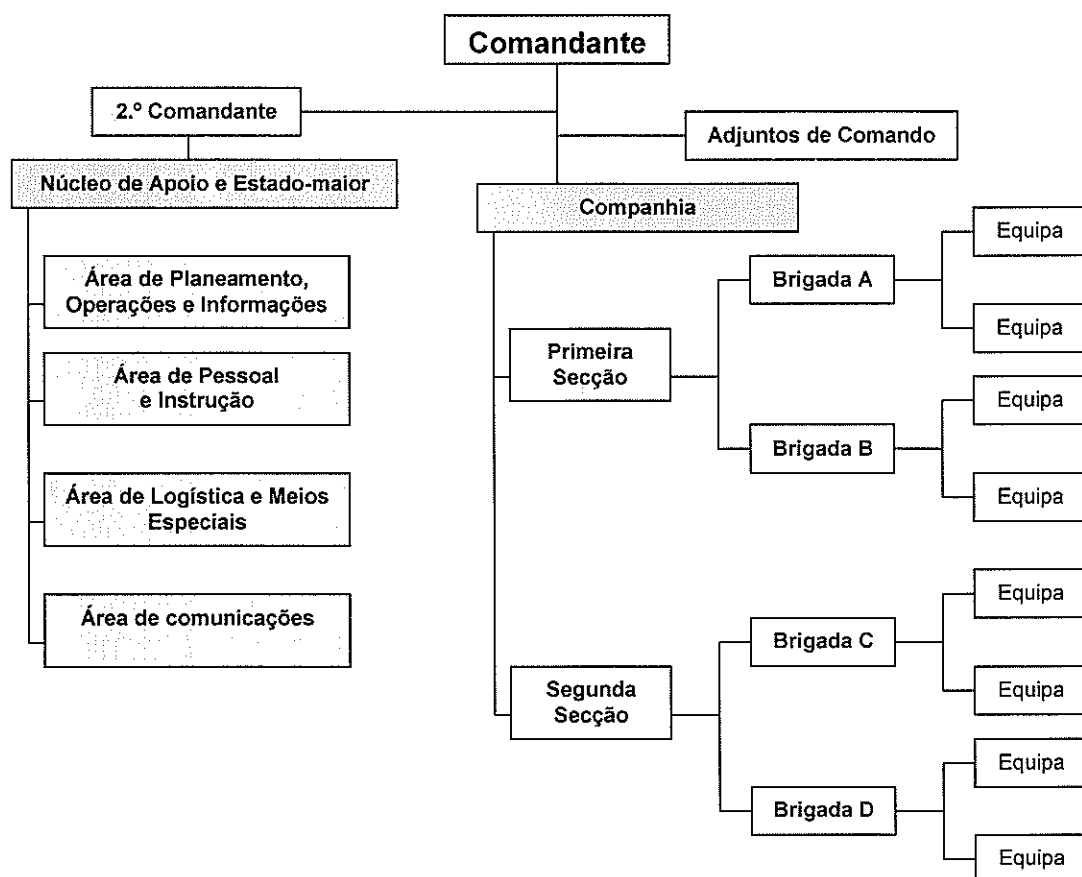 Comandante
2.º Comandante
Adjuntos de Comando
Núcleo de Apoio e Estado-maior
Área de Planeamento,
Operações e Informações
Área de Pessoal
e Instrução
Área de Logística e Meios
Especiais
Área de comunicações
Companhia
Primeira
Secção
Brigada A
Equipa
Equipa
Brigada B
Equipa
Equipa
Segunda
Secção
Brigada C
Equipa
Equipa
Brigada D
Equipa
Equipa